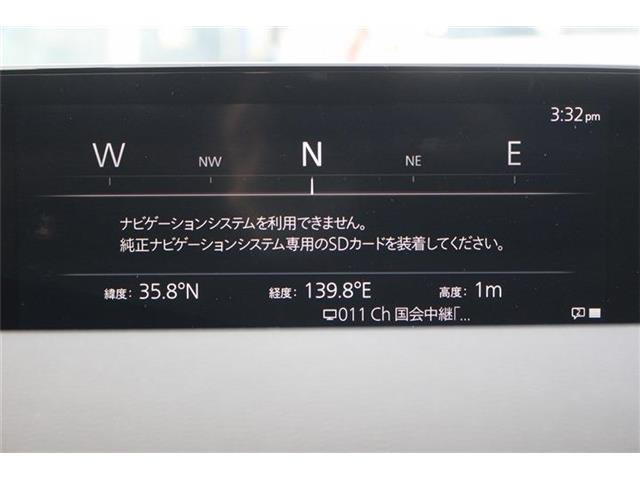 3:32 pm
W NW N NE E
ナビゲーションシステムを利用できません。
純正ナビゲーションシステム専用のSDカードを装着してください。
緯度: 35.8°N 経度: 139.8°E 高度: 1m
011 Ch 国会中継「...